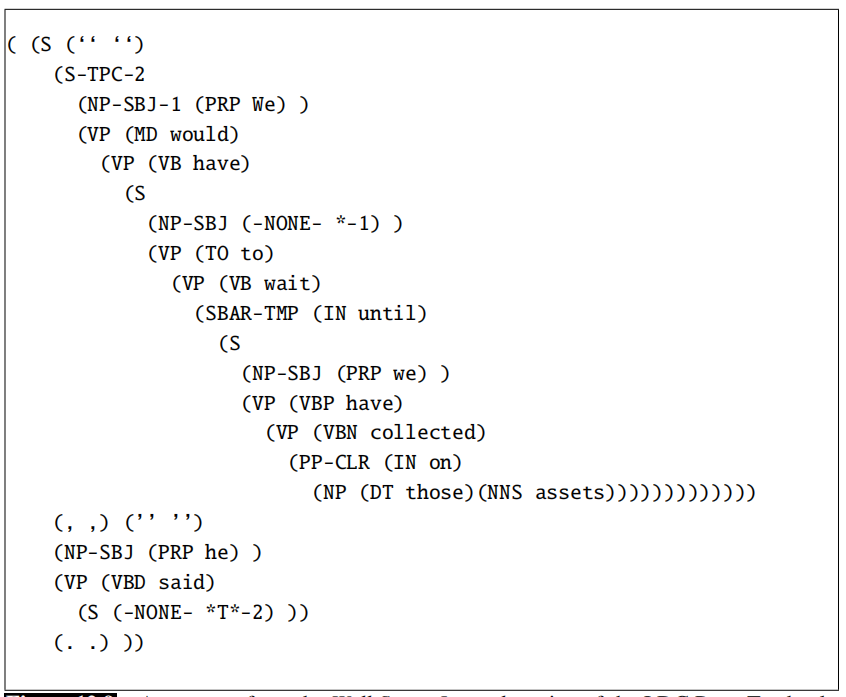 ( (S (‘‘ ‘‘)
(S-TPC-2
(NP-SBJ-1 (PRP We) )
(VP (MD would)
(VP (VB have)
(S
(NP-SBJ (-NONE- *-1) )
(VP (TO to)
(VP (VB wait)
(SBAR-TMP (IN until)
(S
(NP-SBJ (PRP we) )
(VP (VBP have)
(VP (VBN collected)
(PP-CLR (IN on)
(NP (DT those)(NNS assets)))))))))))))
(, ,) (’’ ’’)
(NP-SBJ (PRP he) )
(VP (VBD said)
(S (-NONE- *T*-2) ))
(. .) ))